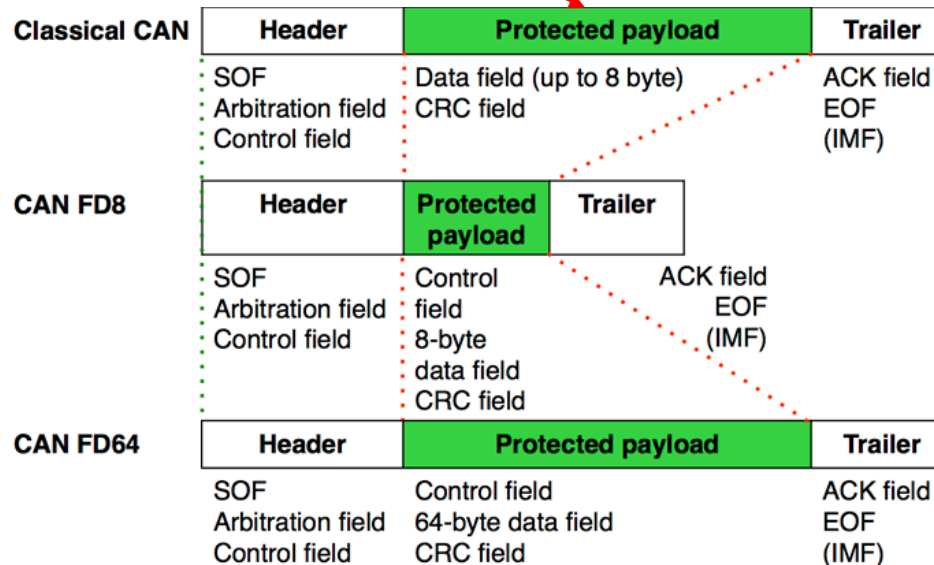 Classical CAN Header Protected payload Trailer
SOF Data field (up to 8 byte) ACK field
Arbitration field CRC field EOF
Control field (IMF)
CAN FD8 Header Protected payload Trailer
SOF Control ACK field
Arbitration field field EOF
Control field 8-byte (IMF)
data field
CRC field
CAN FD64 Header Protected payload Trailer
SOF Control field ACK field
Arbitration field 64-byte data field EOF
Control field CRC field (IMF)